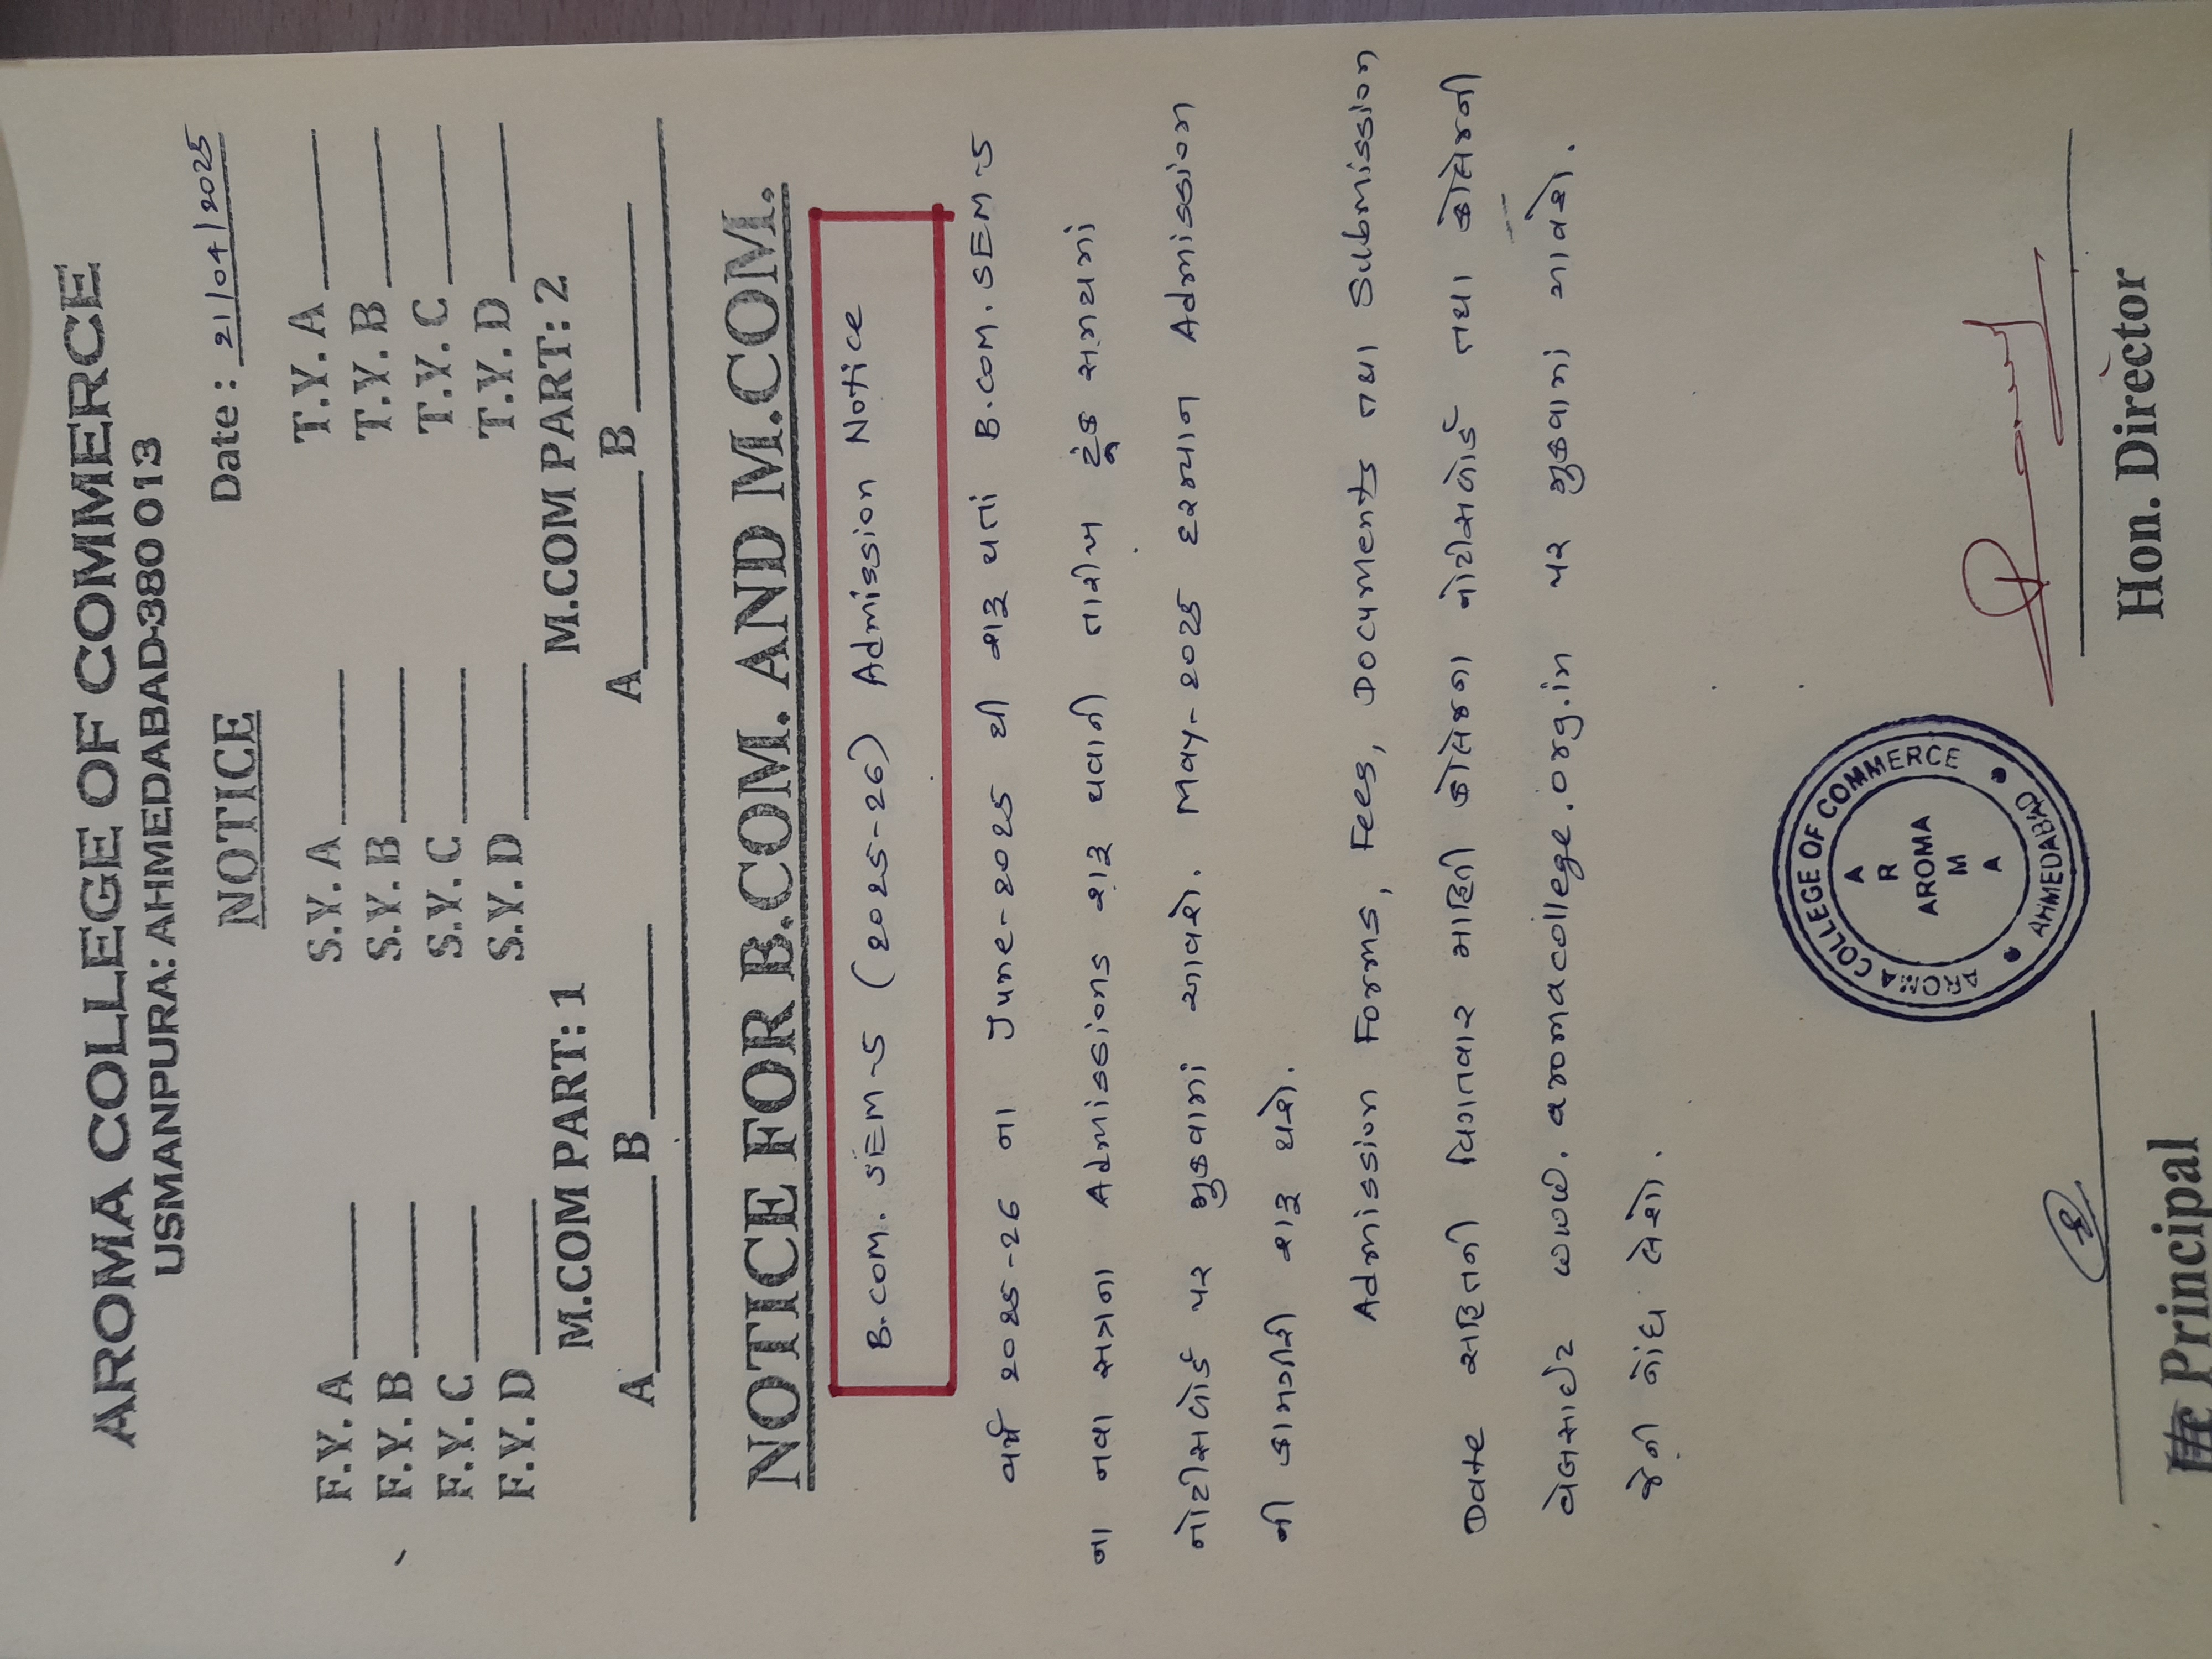 AROMA COLLEGE OF COMMERCE
USMANPURA: AHMEDABAD-380 013
NOTICE Date : 21/04/2025
F.Y. A S.Y. A T.Y. A
F.Y. B S.Y. B T.Y. B
F.Y. C S.Y. C T.Y. C
F.Y. D S.Y. D T.Y. D
M.COM PART: 1 M.COM PART: 2
A B A B
NOTICE FOR B.COM. AND M.COM.
B.COM. SEM-5 (2025-26) Admission Notice
વર્ષ 2025-26 ના June-2025 થી શરૂ થતાં B.COM. SEM-5
ના નવા સત્રના Admissions શરૂ થવાની તારીખ ટૂંક સમયમાં
નોટીસબોર્ડ પર મુકવામાં આવશે. May-2025 દરમ્યાન Admission
ની કામગીરી શરૂ થશે.
Admission Forms, Fees, Documents તથા Submission
Date સહિતની વિગતવાર માહિતી કોલેજના નોટીસબોર્ડ તથા કોલેજની
વેબસાઈટ www.aromacollege.org.in પર મુકવામાં આવશે.
જેની નોંધ લેશો.
AROMA COLLEGE OF COMMERCE
A
R
AROMA
M
A
AHMEDABAD
Principal Hon. Director